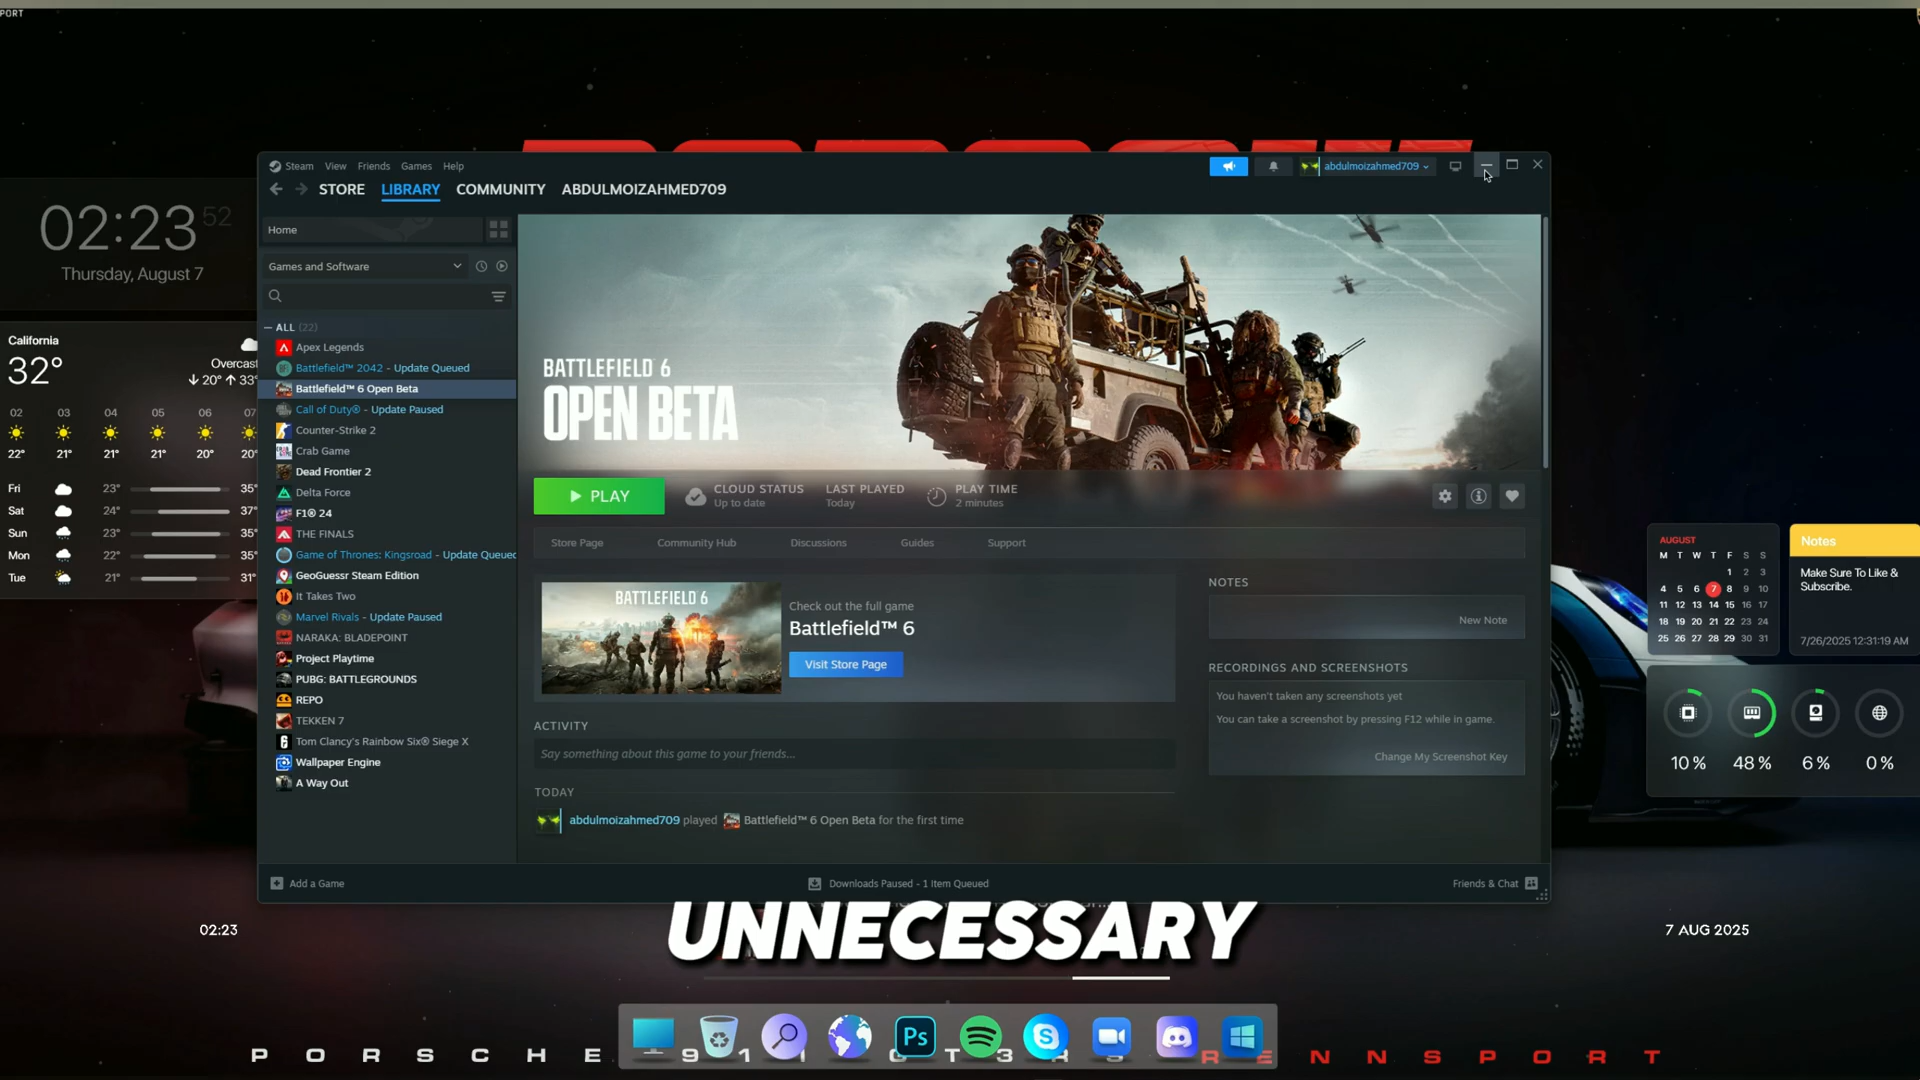 PORT
Steam View Friends Games Help
abdulmoizahmed709
STORE LIBRARY COMMUNITY ABDULMOIZAHMED709
02:23 52
Thursday, August 7
California
32°
Overcast
↓ 20° ↑ 33°
02 03 04 05 06 07
22° 21° 21° 21° 20° 20°
Fri 23° 35°
Sat 24° 37°
Sun 23° 35°
Mon 22° 35°
Tue 21° 31°
Home
Games and Software
ALL (22)
Apex Legends
Battlefield™ 2042 - Update Queued
Battlefield™ 6 Open Beta
Call of Duty® - Update Paused
Counter-Strike 2
Crab Game
Dead Frontier 2
Delta Force
F1® 24
THE FINALS
Game of Thrones: Kingsroad - Update Queued
GeoGuessr Steam Edition
It Takes Two
Marvel Rivals - Update Paused
NARAKA: BLADEPOINT
Project Playtime
PUBG: BATTLEGROUNDS
REPO
TEKKEN 7
Tom Clancy's Rainbow Six® Siege X
Wallpaper Engine
A Way Out
BATTLEFIELD 6
OPEN BETA
PLAY
CLOUD STATUS
Up to date
LAST PLAYED
Today
PLAY TIME
2 minutes
Store Page Community Hub Discussions Guides Support
BATTLEFIELD 6
Check out the full game
Battlefield™ 6
Visit Store Page
NOTES
New Note
RECORDINGS AND SCREENSHOTS
You haven't taken any screenshots yet
You can take a screenshot by pressing F12 while in game.
Change My Screenshot Key
ACTIVITY
Say something about this game to your friends...
TODAY
abdulmoizahmed709 played Battlefield™ 6 Open Beta for the first time
Add a Game
Downloads Paused - 1 Item Queued
Friends & Chat
AUGUST
M T W T F S S
1 2 3
4 5 6 7 8 9 10
11 12 13 14 15 16 17
18 19 20 21 22 23 24
25 26 27 28 29 30 31
Notes
Make Sure To Like &
Subscribe.
7/26/2025 12:31:19 AM
10% 48% 6% 0%
UNNECESSARY
02:23
7 AUG 2025
Ps
PORSCHE 911 GT3 RS RENNSPORT